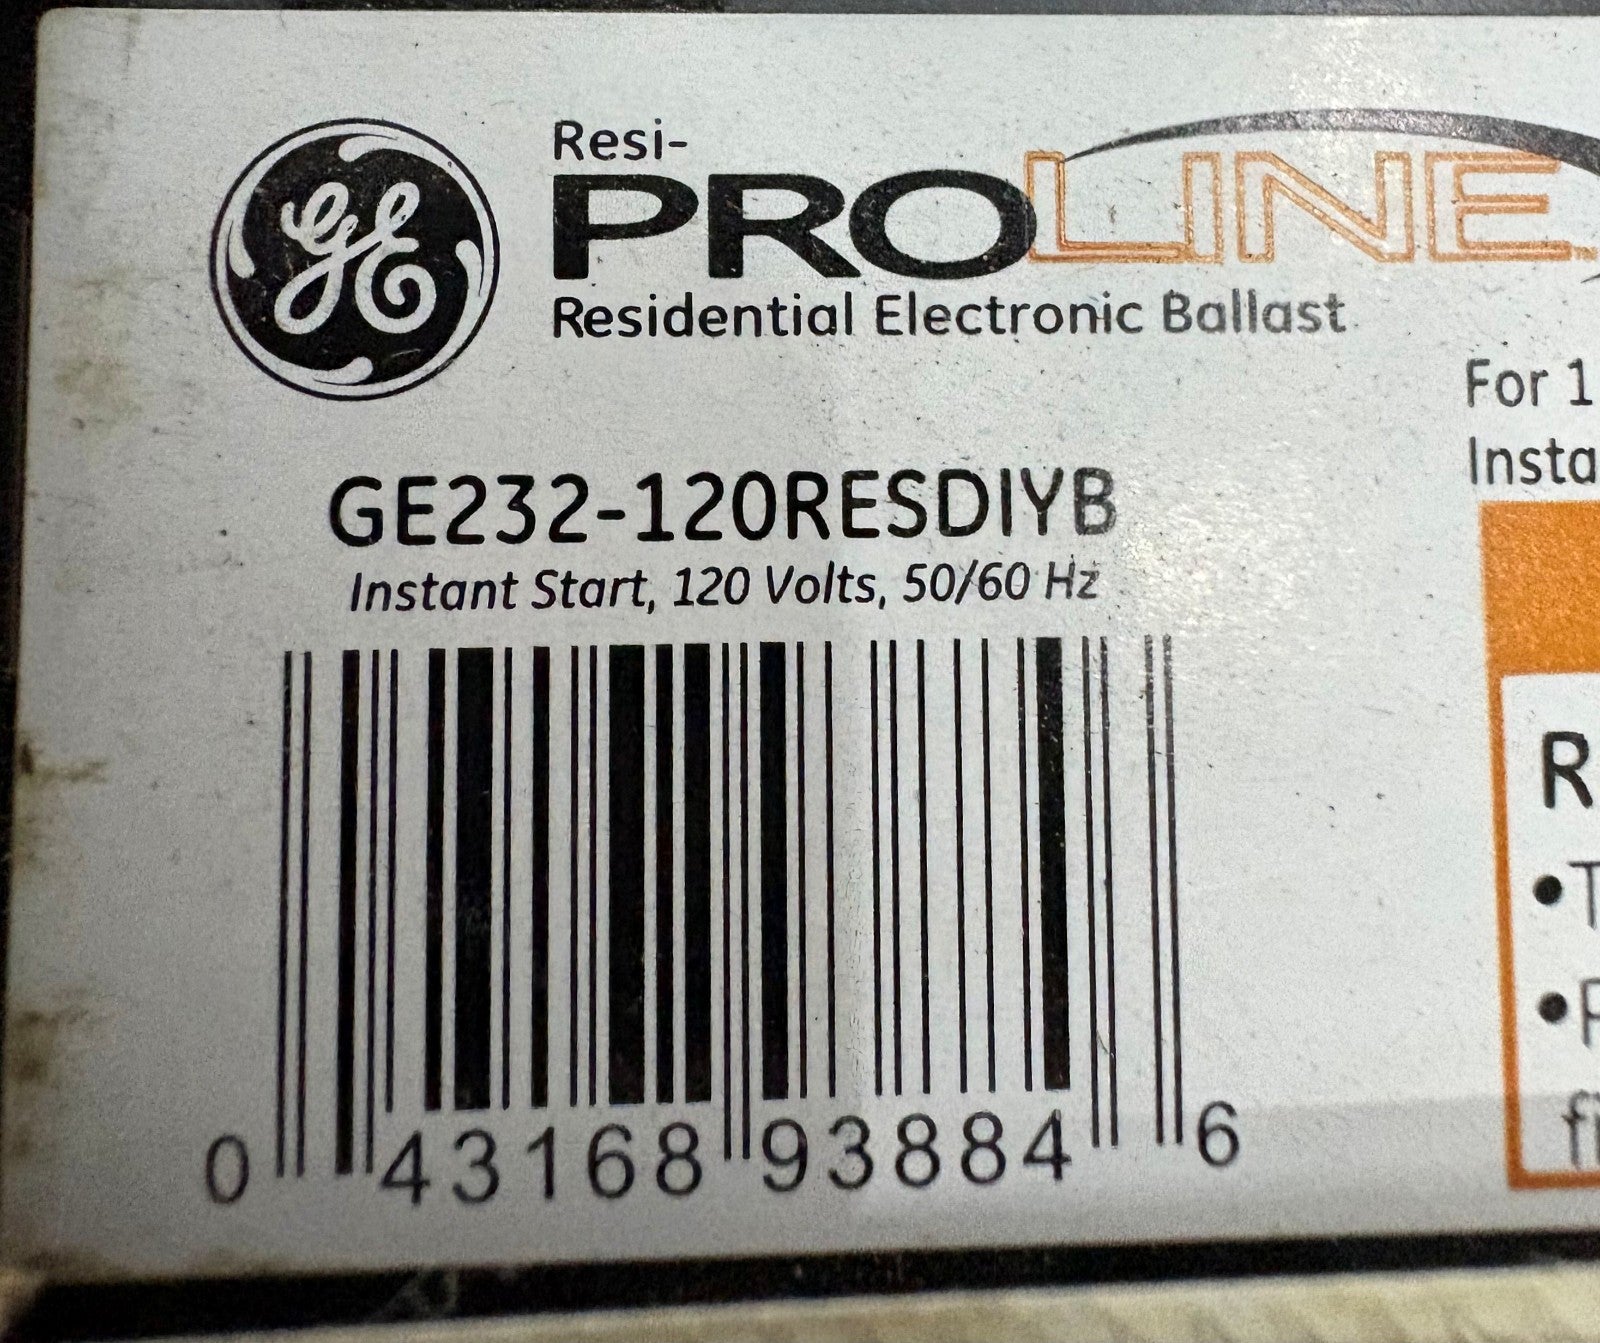 GE
Resi-
PROLINE
Residential Electronic Ballast
For 1
Insta
GE232-120RESDIYB
Instant Start, 120 Volts, 50/60 Hz
R
•T
•
fi
0 43168 93884 6